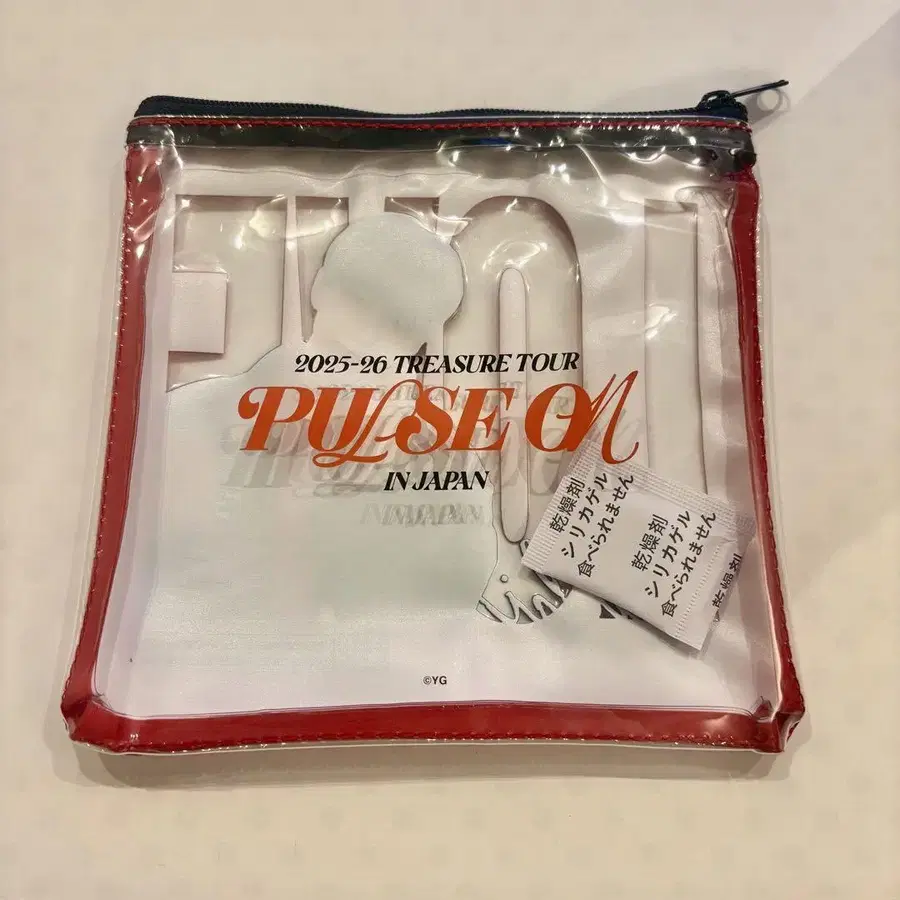 2025-26 TREASURE TOUR
PULSE ON
IN JAPAN
乾燥剤
シリカゲル
食べられません
乾燥剤
シリカゲル
食べられません
乾燥剤
©YG